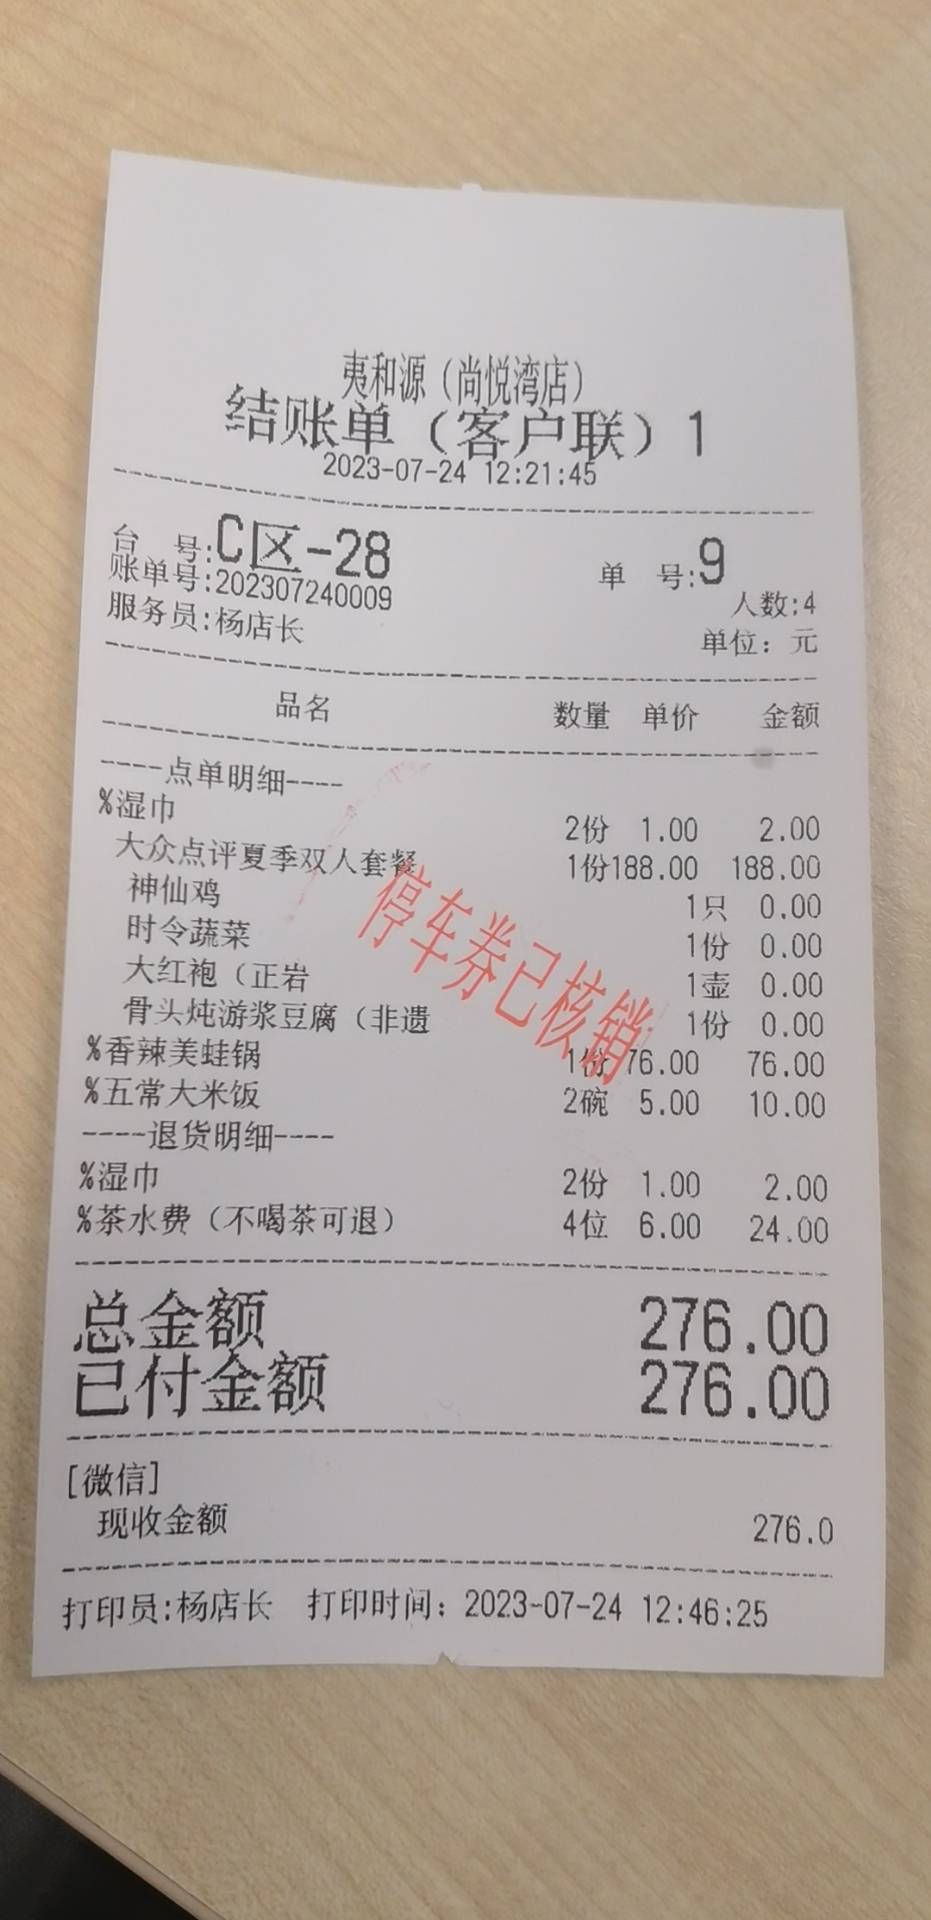 夷和源（尚悦湾店）
结账单（客户联）1
2023-07-24 12:21:45
台 号:C区-28 单 号:9
账单号:202307240009 人数:4
服务员:杨店长 单位：元
品名 数量 单价 金额
----点单明细----
%湿巾 2份 1.00 2.00
大众点评夏季双人套餐 1份188.00 188.00
神仙鸡 1只 0.00
时令蔬菜 1份 0.00
大红袍（正岩 1壶 0.00
骨头炖游浆豆腐（非遗 1份 0.00
%香辣美蛙锅 1份 76.00 76.00
%五常大米饭 2碗 5.00 10.00
----退货明细----
%湿巾 2份 1.00 2.00
%茶水费（不喝茶可退） 4位 6.00 24.00
总金额 276.00
已付金额 276.00
[微信]
现收金额 276.0
打印员:杨店长 打印时间：2023-07-24 12:46:25
停车券已核销